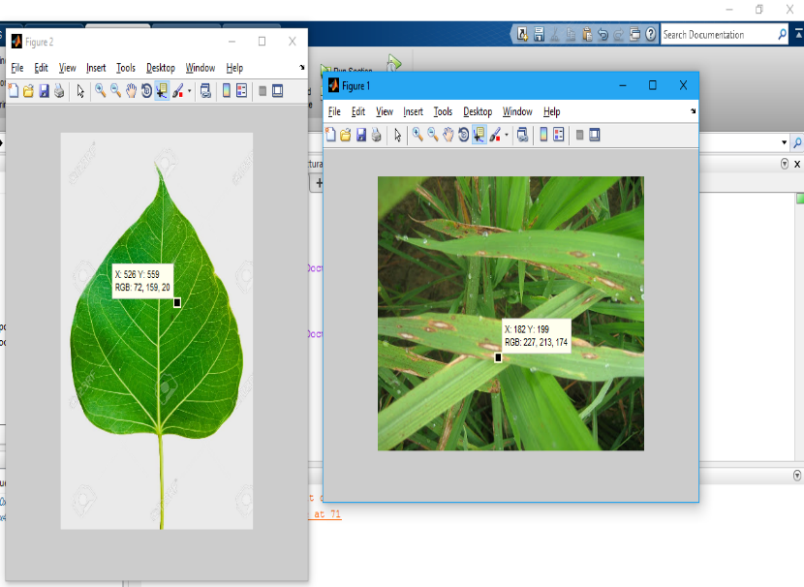 Search Documentation
Figure 2
File Edit View Insert Tools Desktop Window Help
X: 526 Y: 559
RGB: 72, 159, 20
Run Section
Figure 1
File Edit View Insert Tools Desktop Window Help
X: 182 Y: 199
RGB: 227, 213, 174
at 71